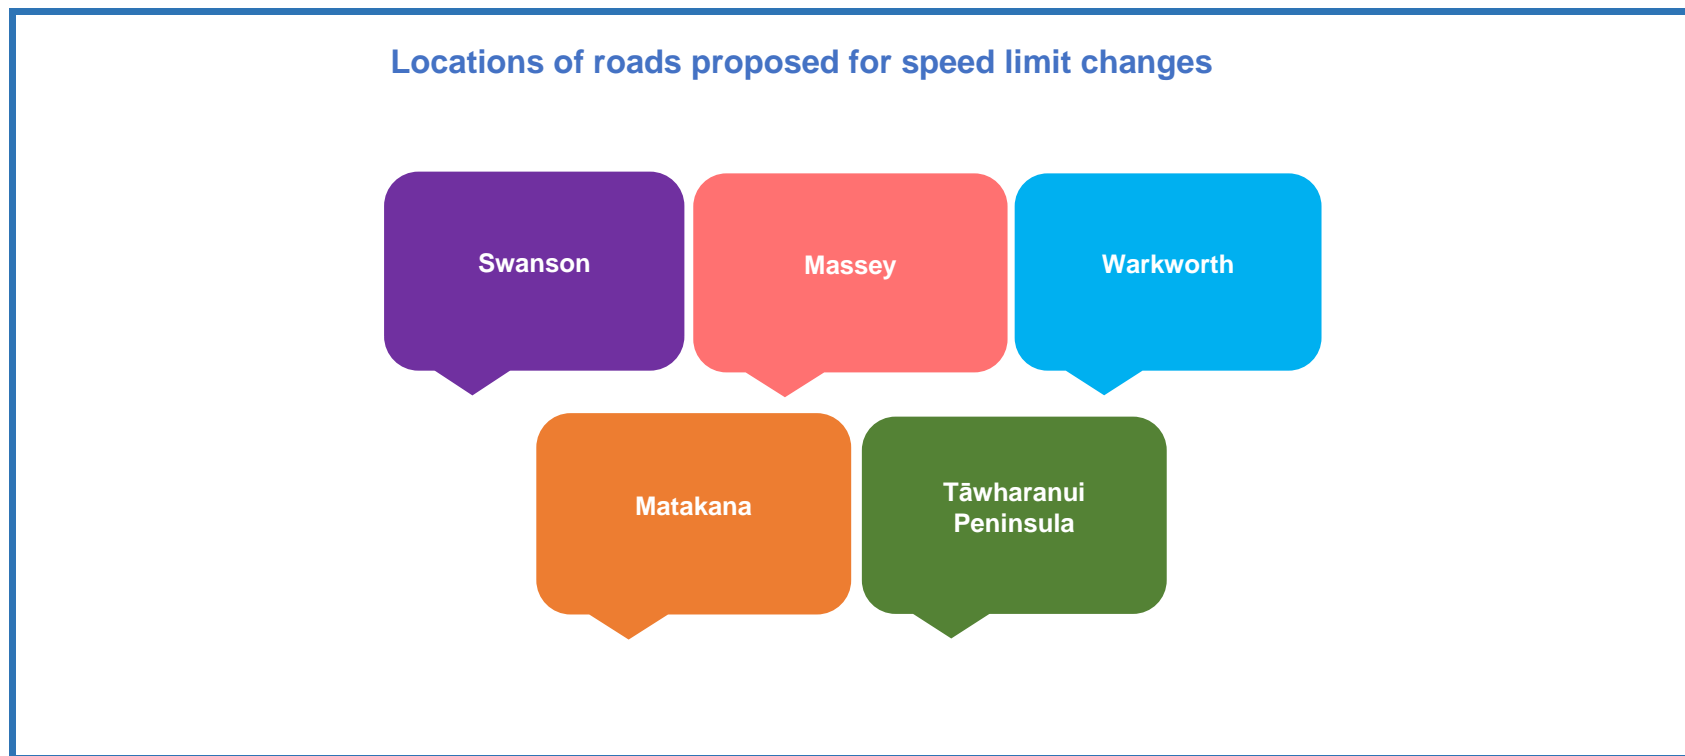 Locations of roads proposed for speed limit changes
Swanson
Massey
Warkworth
Matakana
Tāwharanui
Peninsula